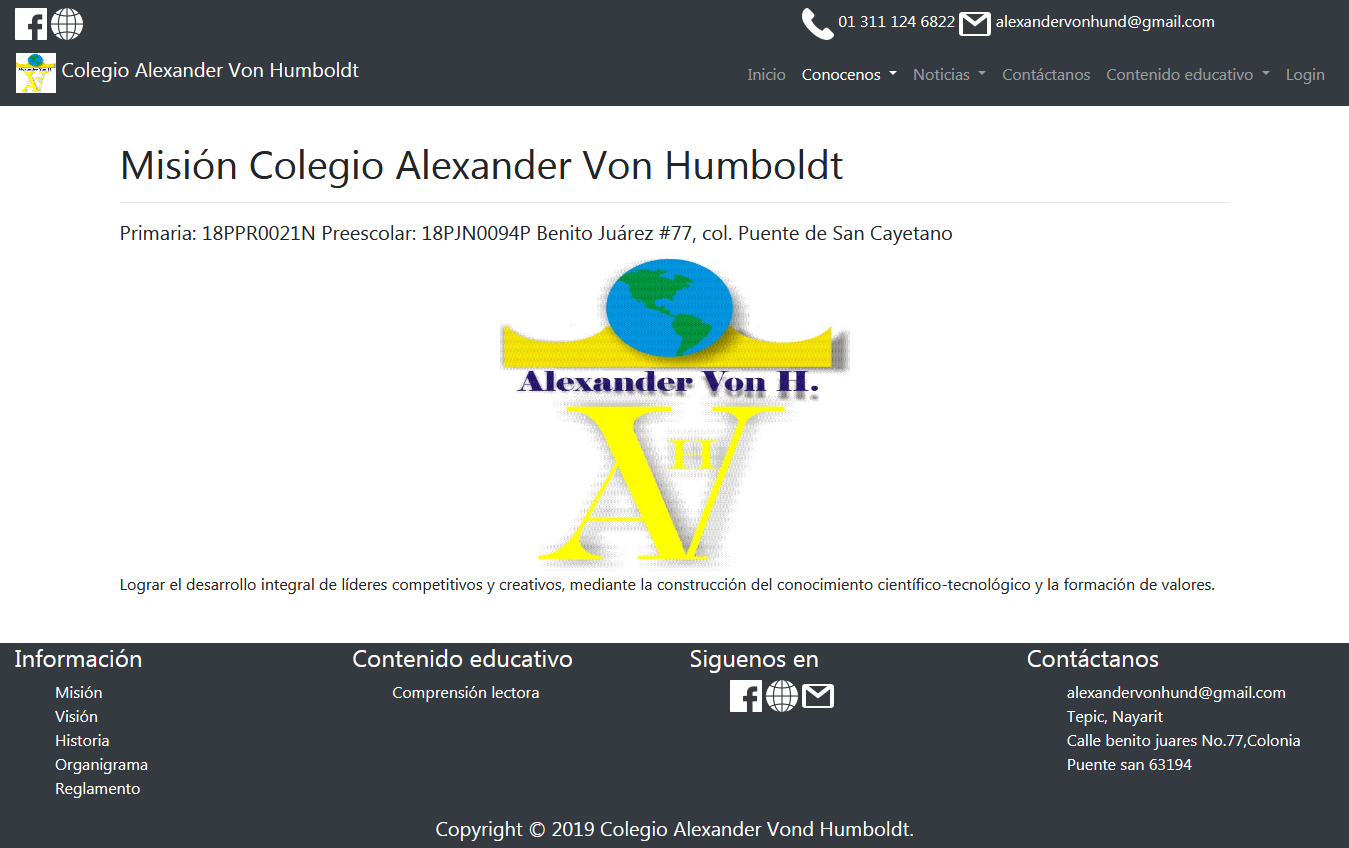 01 311 124 6822 alexandervonhund@gmail.com
Colegio Alexander Von Humboldt
Inicio Conocenos Noticias Contáctanos Contenido educativo Login
Misión Colegio Alexander Von Humboldt
Primaria: 18PPR0021N Preescolar: 18PJN0094P Benito Juárez #77, col. Puente de San Cayetano
Alexander Von H.
A H V
Lograr el desarrollo integral de líderes competitivos y creativos, mediante la construcción del conocimiento científico-tecnológico y la formación de valores.
Información
Misión
Visión
Historia
Organigrama
Reglamento
Contenido educativo
Comprensión lectora
Siguenos en
Contáctanos
alexandervonhund@gmail.com
Tepic, Nayarit
Calle benito juares No.77,Colonia
Puente san 63194
Copyright © 2019 Colegio Alexander Vond Humboldt.